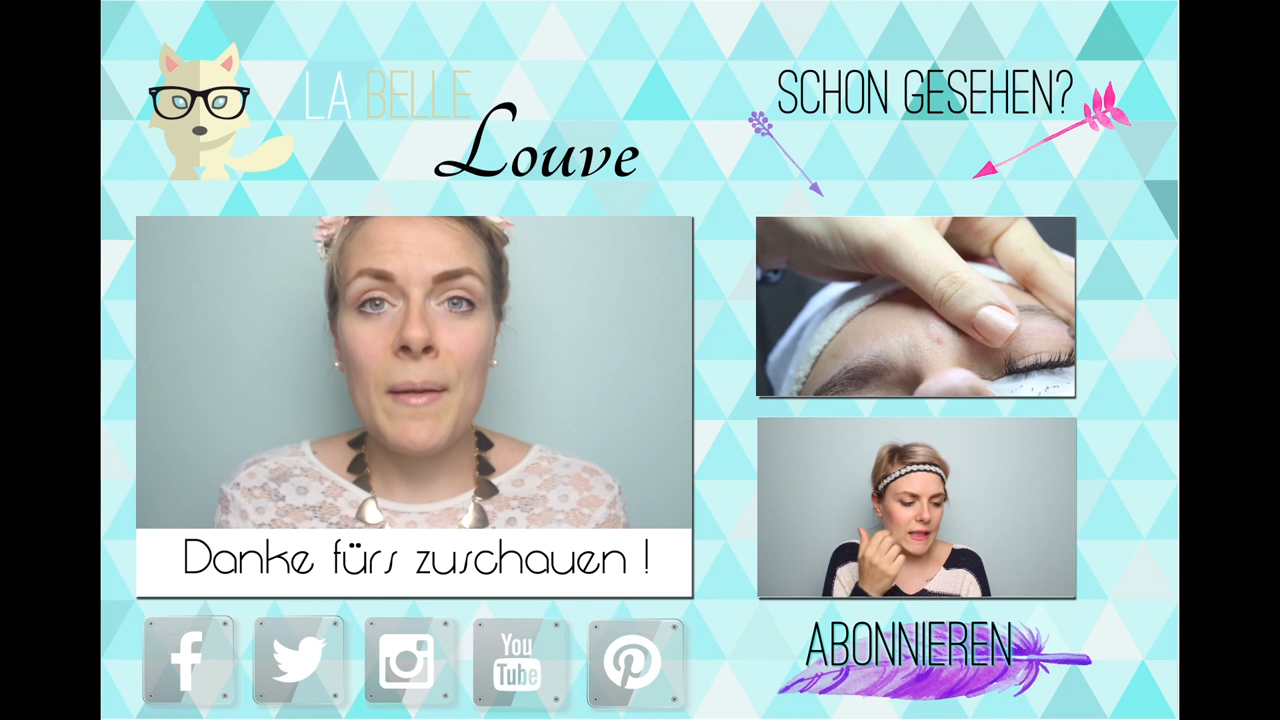 LA BELLE
Louve
SCHON GESEHEN?
Danke fürs zuschauen !
You
Tube
ABONNIEREN